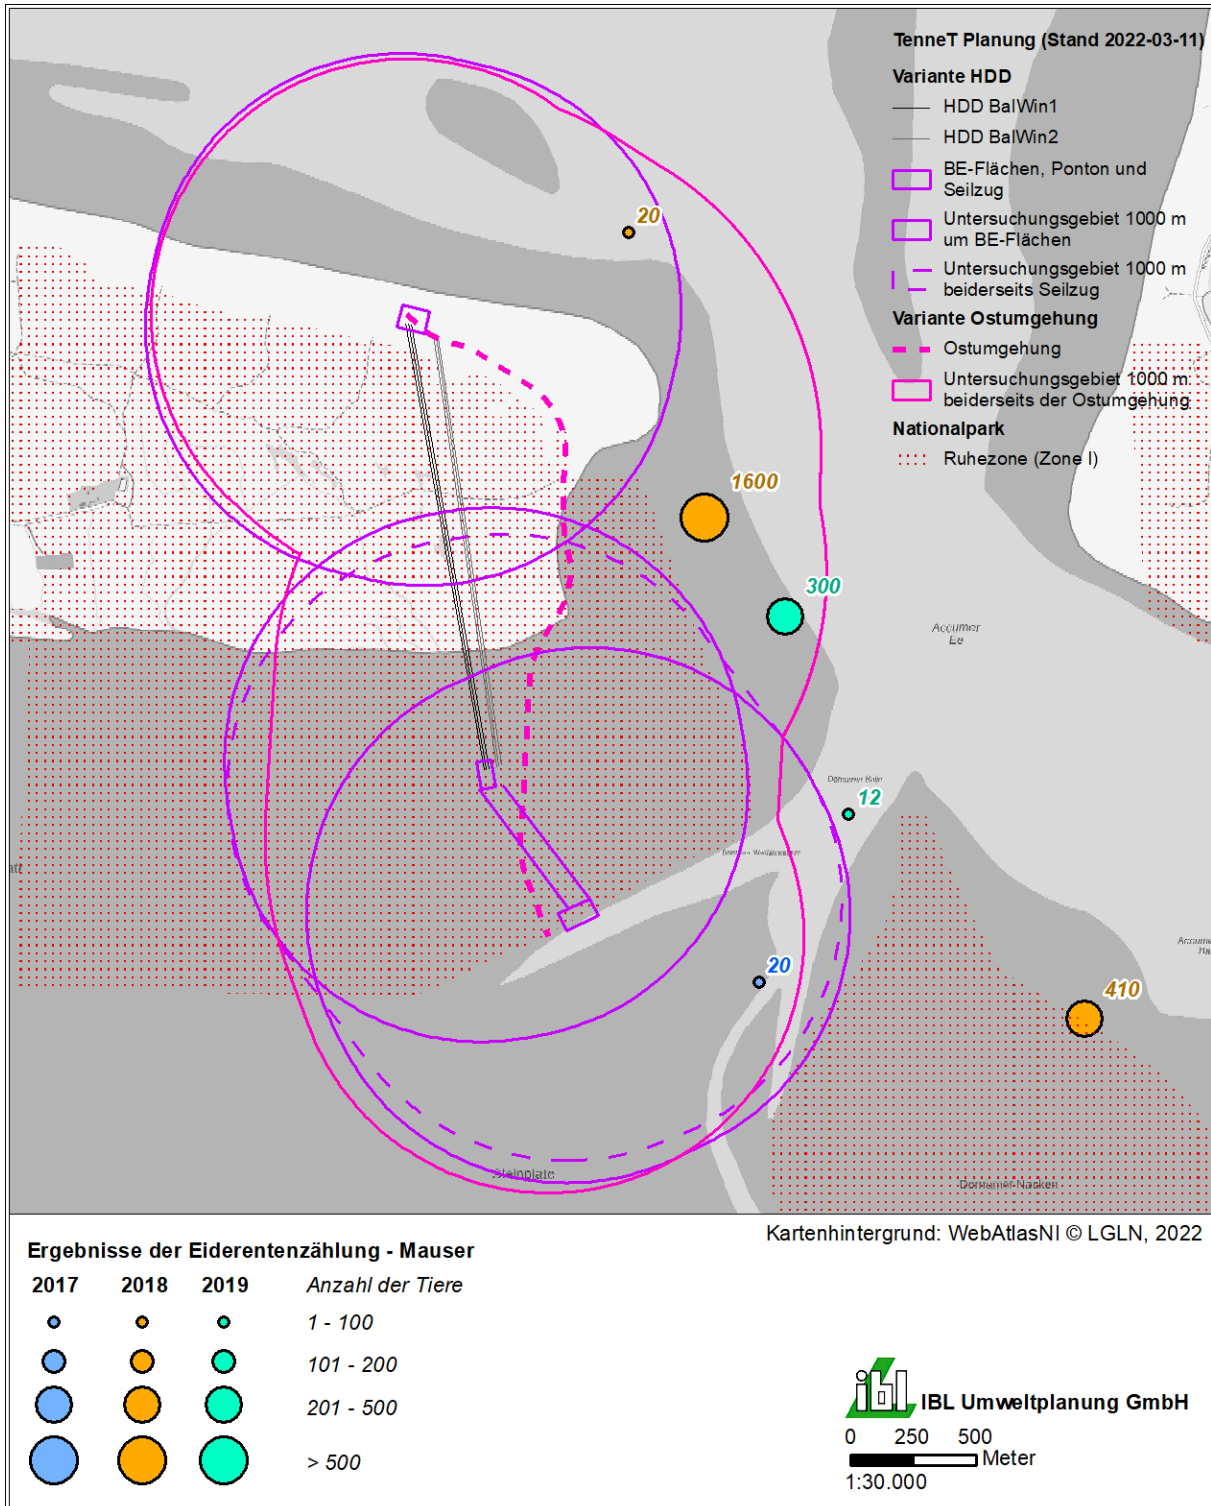 TenneT Planung (Stand 2022-03-11)
Variante HDD
HDD BalWin1
HDD BalWin2
BE-Flächen, Ponton und
Seilzug
Untersuchungsgebiet 1000 m
um BE-Flächen
Untersuchungsgebiet 1000 m
beiderseits Seilzug
Variante Ostumgehung
Ostumgehung
Untersuchungsgebiet 1000 m
beiderseits der Ostumgehung
Nationalpark
Ruhezone (Zone I)
20
1600
300
Accumer
Ee
12
20
410
Steinplate
Dornumer Nacken
Kartenhintergrund: WebAtlasNI © LGLN, 2022
Ergebnisse der Eiderentenzählung - Mauser
2017 2018 2019 Anzahl der Tiere
1 - 100
101 - 200
201 - 500
> 500
ibl IBL Umweltplanung GmbH
0 250 500
Meter
1:30.000